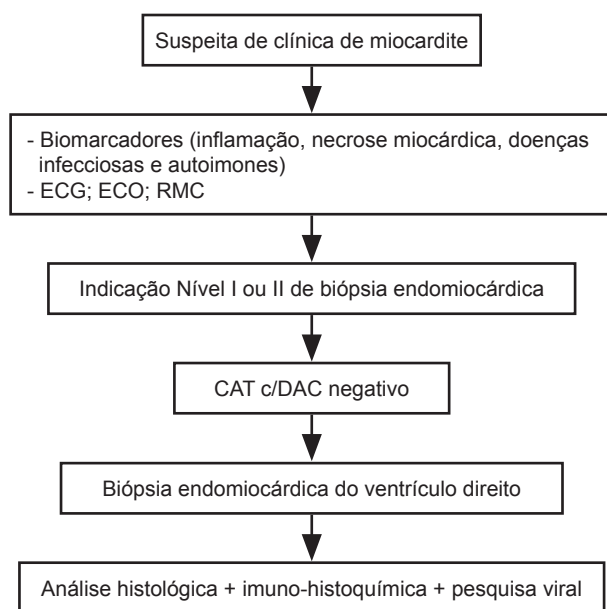 Suspeita de clínica de miocardite
- Biomarcadores (inflamação, necrose miocárdica, doenças
infecciosas e autoimones)
- ECG; ECO; RMC
Indicação Nível I ou II de biópsia endomiocárdica
CAT c/DAC negativo
Biópsia endomiocárdica do ventrículo direito
Análise histológica + imuno-histoquímica + pesquisa viral